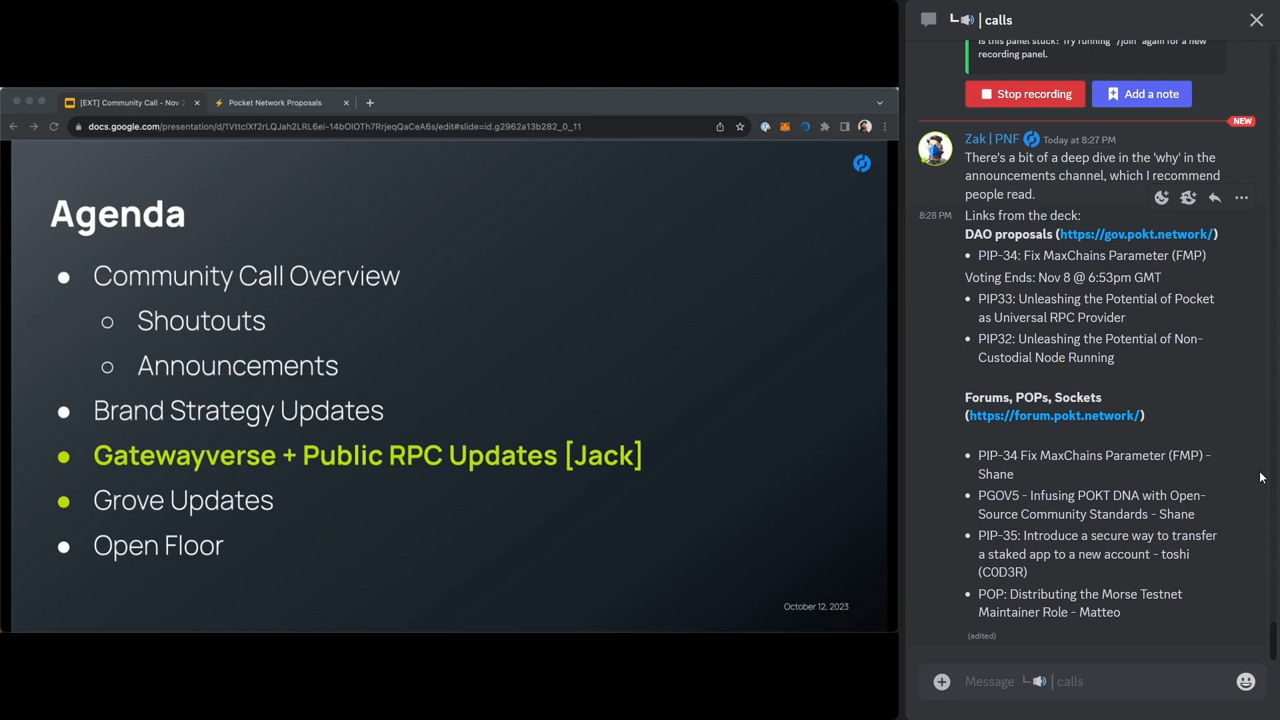 [EXT] Community Call - Nov 2
Pocket Network Proposals
docs.google.com/presentation/d/1VttclXf2rLQJah2LRL6ei-14bOIOTh7RrjeqQaCeA6s/edit#slide=id.g2962a13b282_0_11
Agenda
● Community Call Overview
○ Shoutouts
○ Announcements
● Brand Strategy Updates
● Gatewayverse + Public RPC Updates [Jack]
● Grove Updates
● Open Floor
October 12, 2023
calls
Is this panel stuck? Try running `/join` again for a new
recording panel.
Stop recording
Add a note
NEW
Zak | PNF Today at 8:27 PM
There's a bit of a deep dive in the 'why' in the
announcements channel, which I recommend
people read.
8:28 PM Links from the deck:
DAO proposals (https://gov.pokt.network/)
• PIP-34: Fix MaxChains Parameter (FMP)
Voting Ends: Nov 8 @ 6:53pm GMT
• PIP33: Unleashing the Potential of Pocket
as Universal RPC Provider
• PIP32: Unleashing the Potential of Non-
Custodial Node Running
Forums, POPs, Sockets
(https://forum.pokt.network/)
• PIP-34 Fix MaxChains Parameter (FMP) -
Shane
• PGOV5 - Infusing POKT DNA with Open-
Source Community Standards - Shane
• PIP-35: Introduce a secure way to transfer
a staked app to a new account - toshi
(C0D3R)
• POP: Distributing the Morse Testnet
Maintainer Role - Matteo
(edited)
Message calls